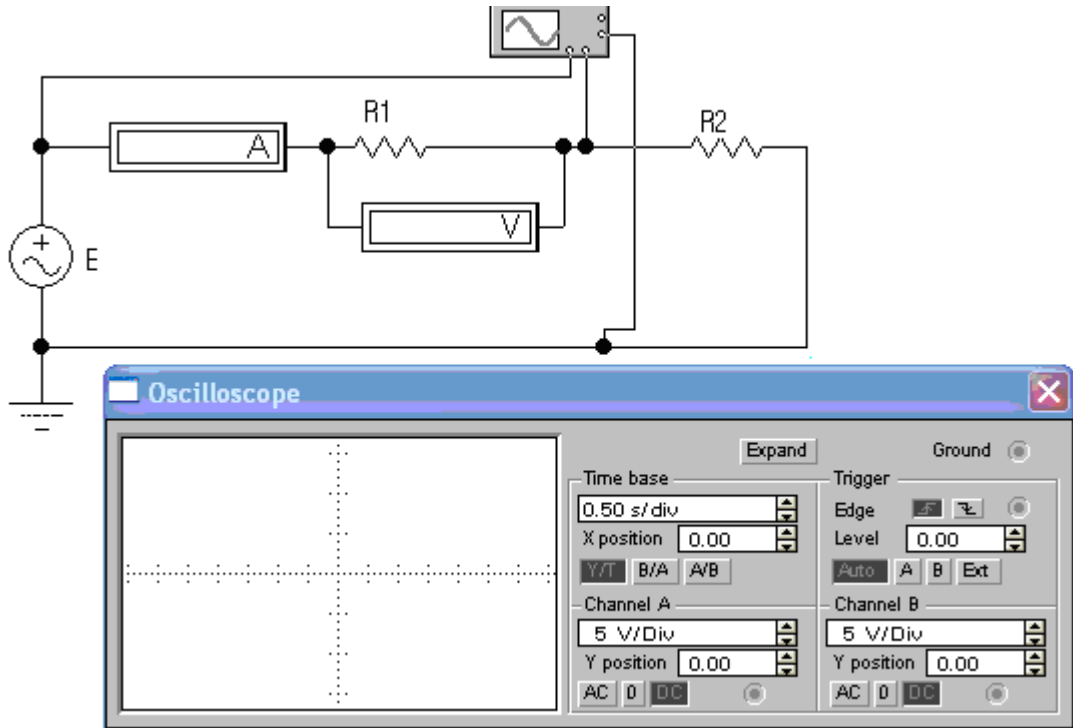 R1
R2
A
V
E
Oscilloscope
Expand
Ground
Time base
0.50 s/div
X position 0.00
Y/T B/A A/B
Trigger
Edge
Level 0.00
Auto A B Ext
Channel A
5 V/Div
Y position 0.00
AC 0 DC
Channel B
5 V/Div
Y position 0.00
AC 0 DC